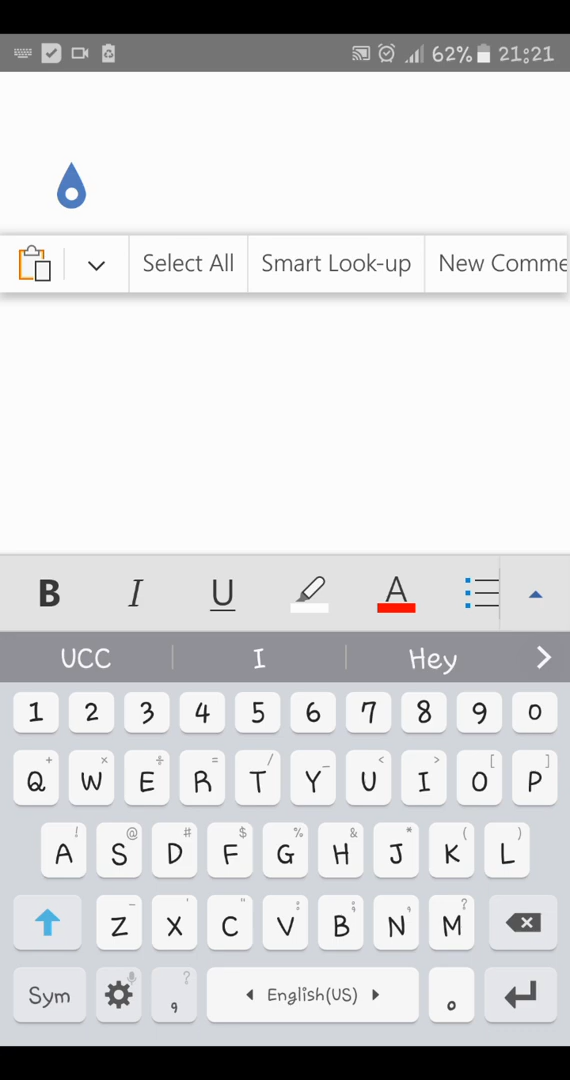 62% 21:21
Select All Smart Look-up New Comme
B I U A
UCC I Hey >
1 2 3 4 5 6 7 8 9 0
+ × ÷ = / _ < > [ ]
Q W E R T Y U I O P
! @ # $ % & * ( )
A S D F G H J K L
- ' " : ; , ?
Z X C V B N M
?
Sym , English(US) .